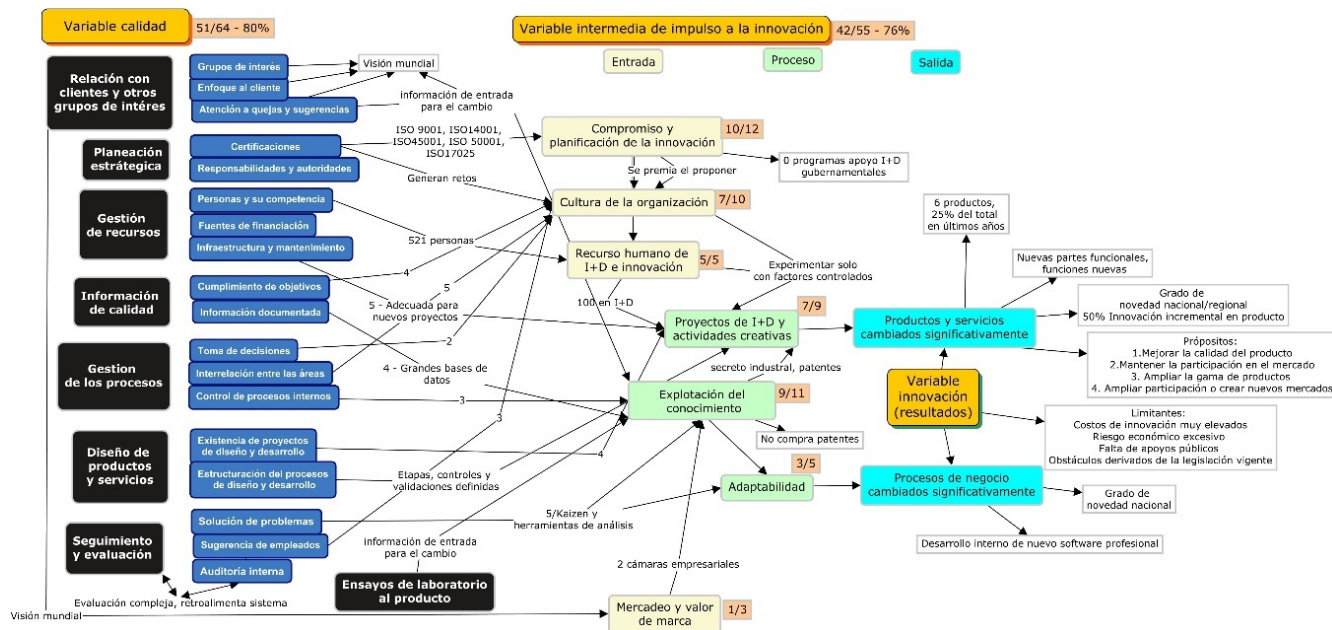 Variable calidad
51/64 - 80%
Variable intermedia de impulso a la innovación
42/55 - 76%
Entrada
Proceso
Salida
Relación con
clientes y otros
grupos de intéres
Grupos de interés
Enfoque al cliente
Atención a quejas y sugerencias
Visión mundial
información de entrada
para el cambio
Planeación
estrátegica
Certificaciones
Responsabilidades y autoridades
ISO 9001, ISO14001,
ISO45001, ISO 50001,
ISO17025
Generan retos
Compromiso y
planificación de la innovación
10/12
0 programas apoyo I+D
gubernamentales
Se premia el proponer
Gestión
de recursos
Personas y su competencia
Fuentes de financiación
Infraestructura y mantenimiento
Cultura de la organización
7/10
521 personas
Recurso humano de
I+D e innovación
5/5
Experimentar solo
con factores controlados
100 en I+D
6 productos,
25% del total
en últimos años
Nuevas partes funcionales,
funciones nuevas
Información
de calidad
Cumplimiento de objetivos
Información documentada
4
5
5 - Adecuada para
nuevos proyectos
Proyectos de I+D y
actividades creativas
7/9
Productos y servicios
cambiados significativamente
Grado de
novedad nacional/regional
50% Innovación incremental en producto
Própositos:
1.Mejorar la calidad del producto
2.Mantener la participación en el mercado
3. Ampliar la gama de productos
4. Ampliar participación o crear nuevos mercados
Gestion
de los procesos
Toma de decisiones
Interrelación entre las áreas
Control de procesos internos
2
4 - Grandes bases de
datos
3
3
secreto industral, patentes
Explotación del
conocimiento
9/11
No compra patentes
Variable
innovación
(resultados)
Limitantes:
Costos de innovación muy elevados
Riesgo económico excesivo
Falta de apoyos públicos
Obstáculos derivados de la legislación vigente
Diseño de
productos
y servicios
Existencia de proyectos
de diseño y desarrollo
Estructuración del procesos
de diseño y desarrollo
4
Etapas, controles y
validaciones definidas
Adaptabilidad
3/5
Procesos de negocio
cambiados significativamente
Grado de
novedad nacional
Desarrollo interno de nuevo software profesional
Seguimiento
y evaluación
Solución de problemas
Sugerencia de empleados
Auditoría interna
5/Kaizen y
herramientas de análisis
información de entrada
para el cambio
Ensayos de laboratorio
al producto
2 cámaras empresariales
Evaluación compleja, retroalimenta sistema
Visión mundial
Mercadeo y valor
de marca
1/3